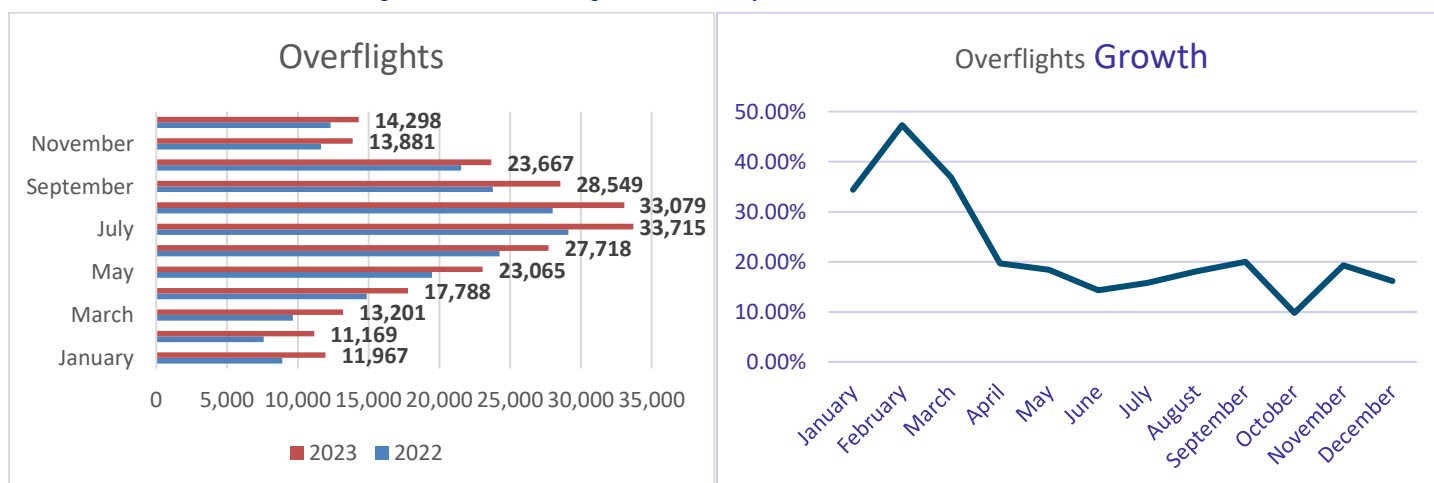 Overflights
14,298
November
13,881
23,667
September
28,549
33,079
July
33,715
27,718
May
23,065
17,788
March
13,201
11,169
January
11,967
0 5,000 10,000 15,000 20,000 25,000 30,000 35,000
2023 2022
Overflights Growth
50.00%
40.00%
30.00%
20.00%
10.00%
0.00%
January
February
March
April
May
June
July
August
September
October
November
December